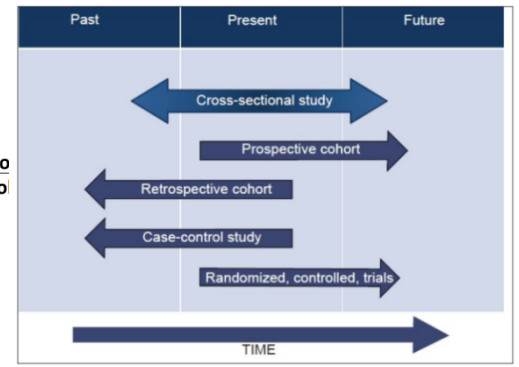 Past Present Future
Cross-sectional study
Prospective cohort
Retrospective cohort
Case-control study
Randomized, controlled, trials
TIME